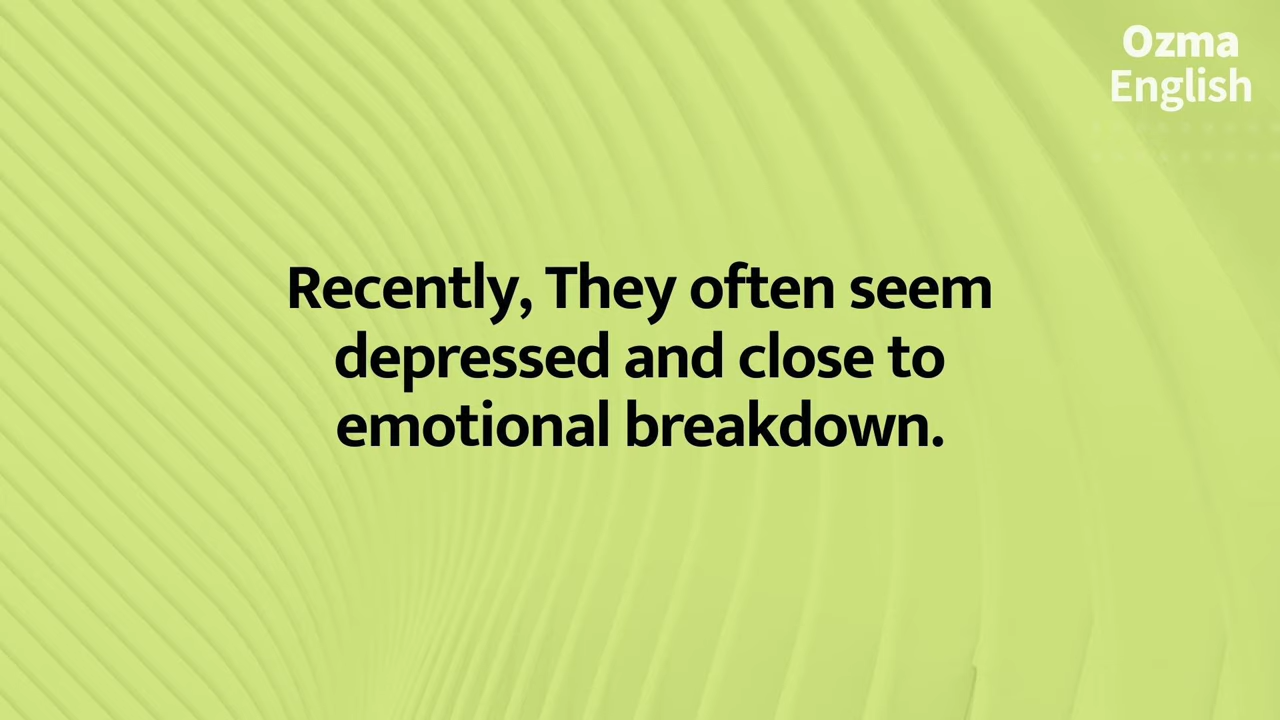 Ozma
English
Recently, They often seem
depressed and close to
emotional breakdown.